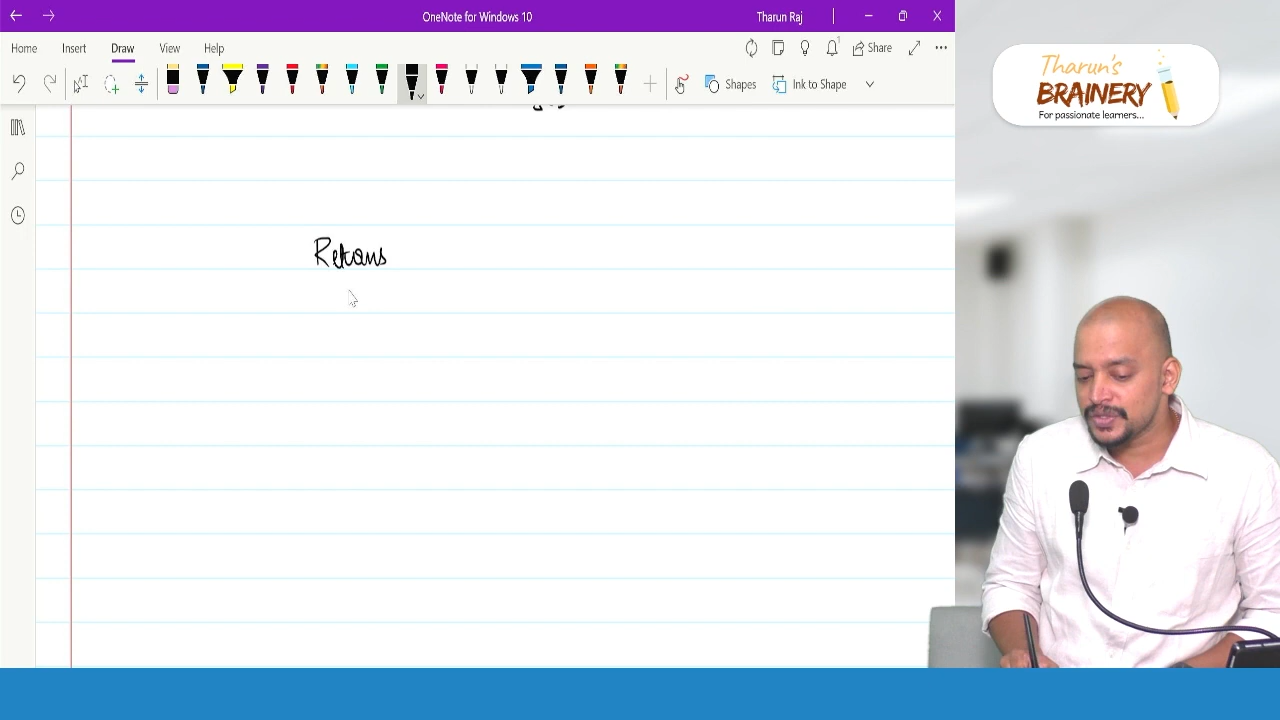 OneNote for Windows 10
Tharun Raj
Home Insert Draw View Help
Share
Shapes
Ink to Shape
Returns
Tharun's
BRAINERY
For passionate learners...